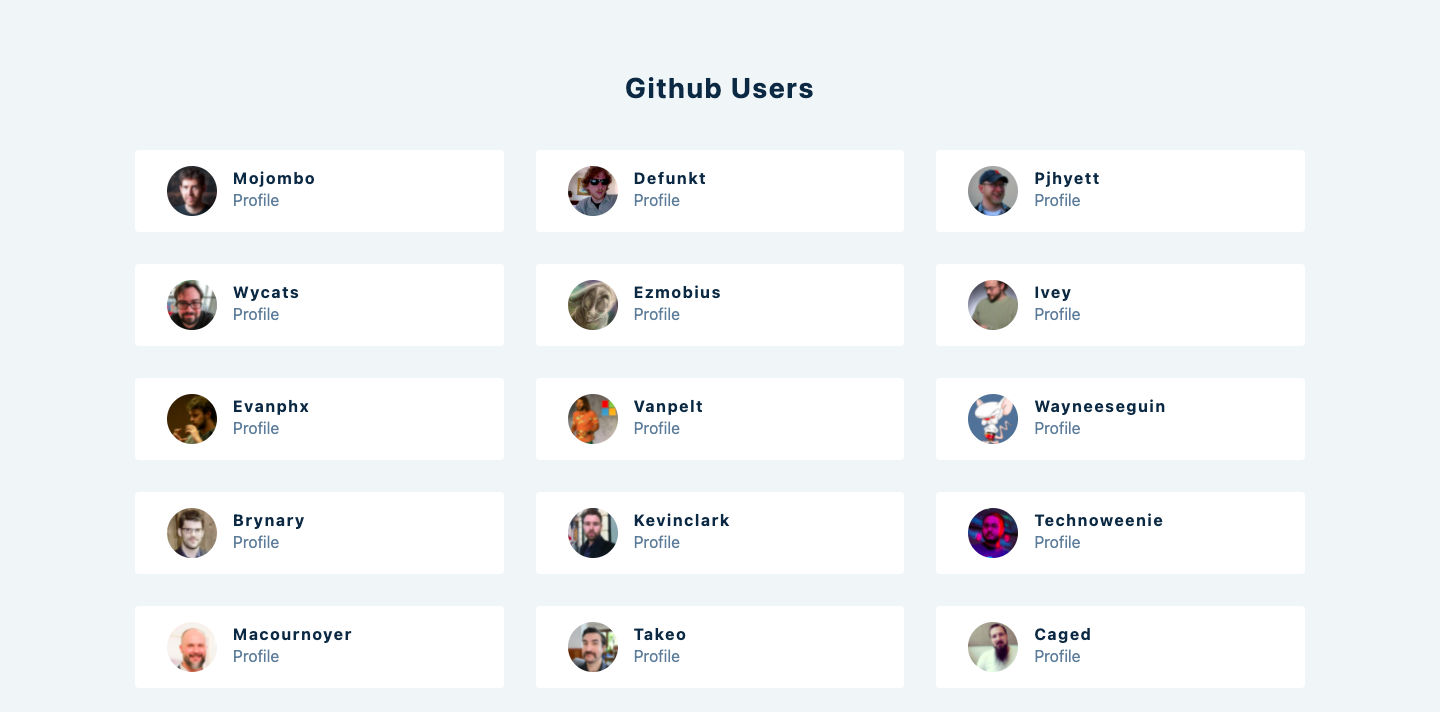 Github Users
Mojombo
Profile
Defunkt
Profile
Pjhyett
Profile
Wycats
Profile
Ezmobius
Profile
Ivey
Profile
Evanphx
Profile
Vanpelt
Profile
Wayneeseguin
Profile
Brynary
Profile
Kevinclark
Profile
Technoweenie
Profile
Macournoyer
Profile
Takeo
Profile
Caged
Profile